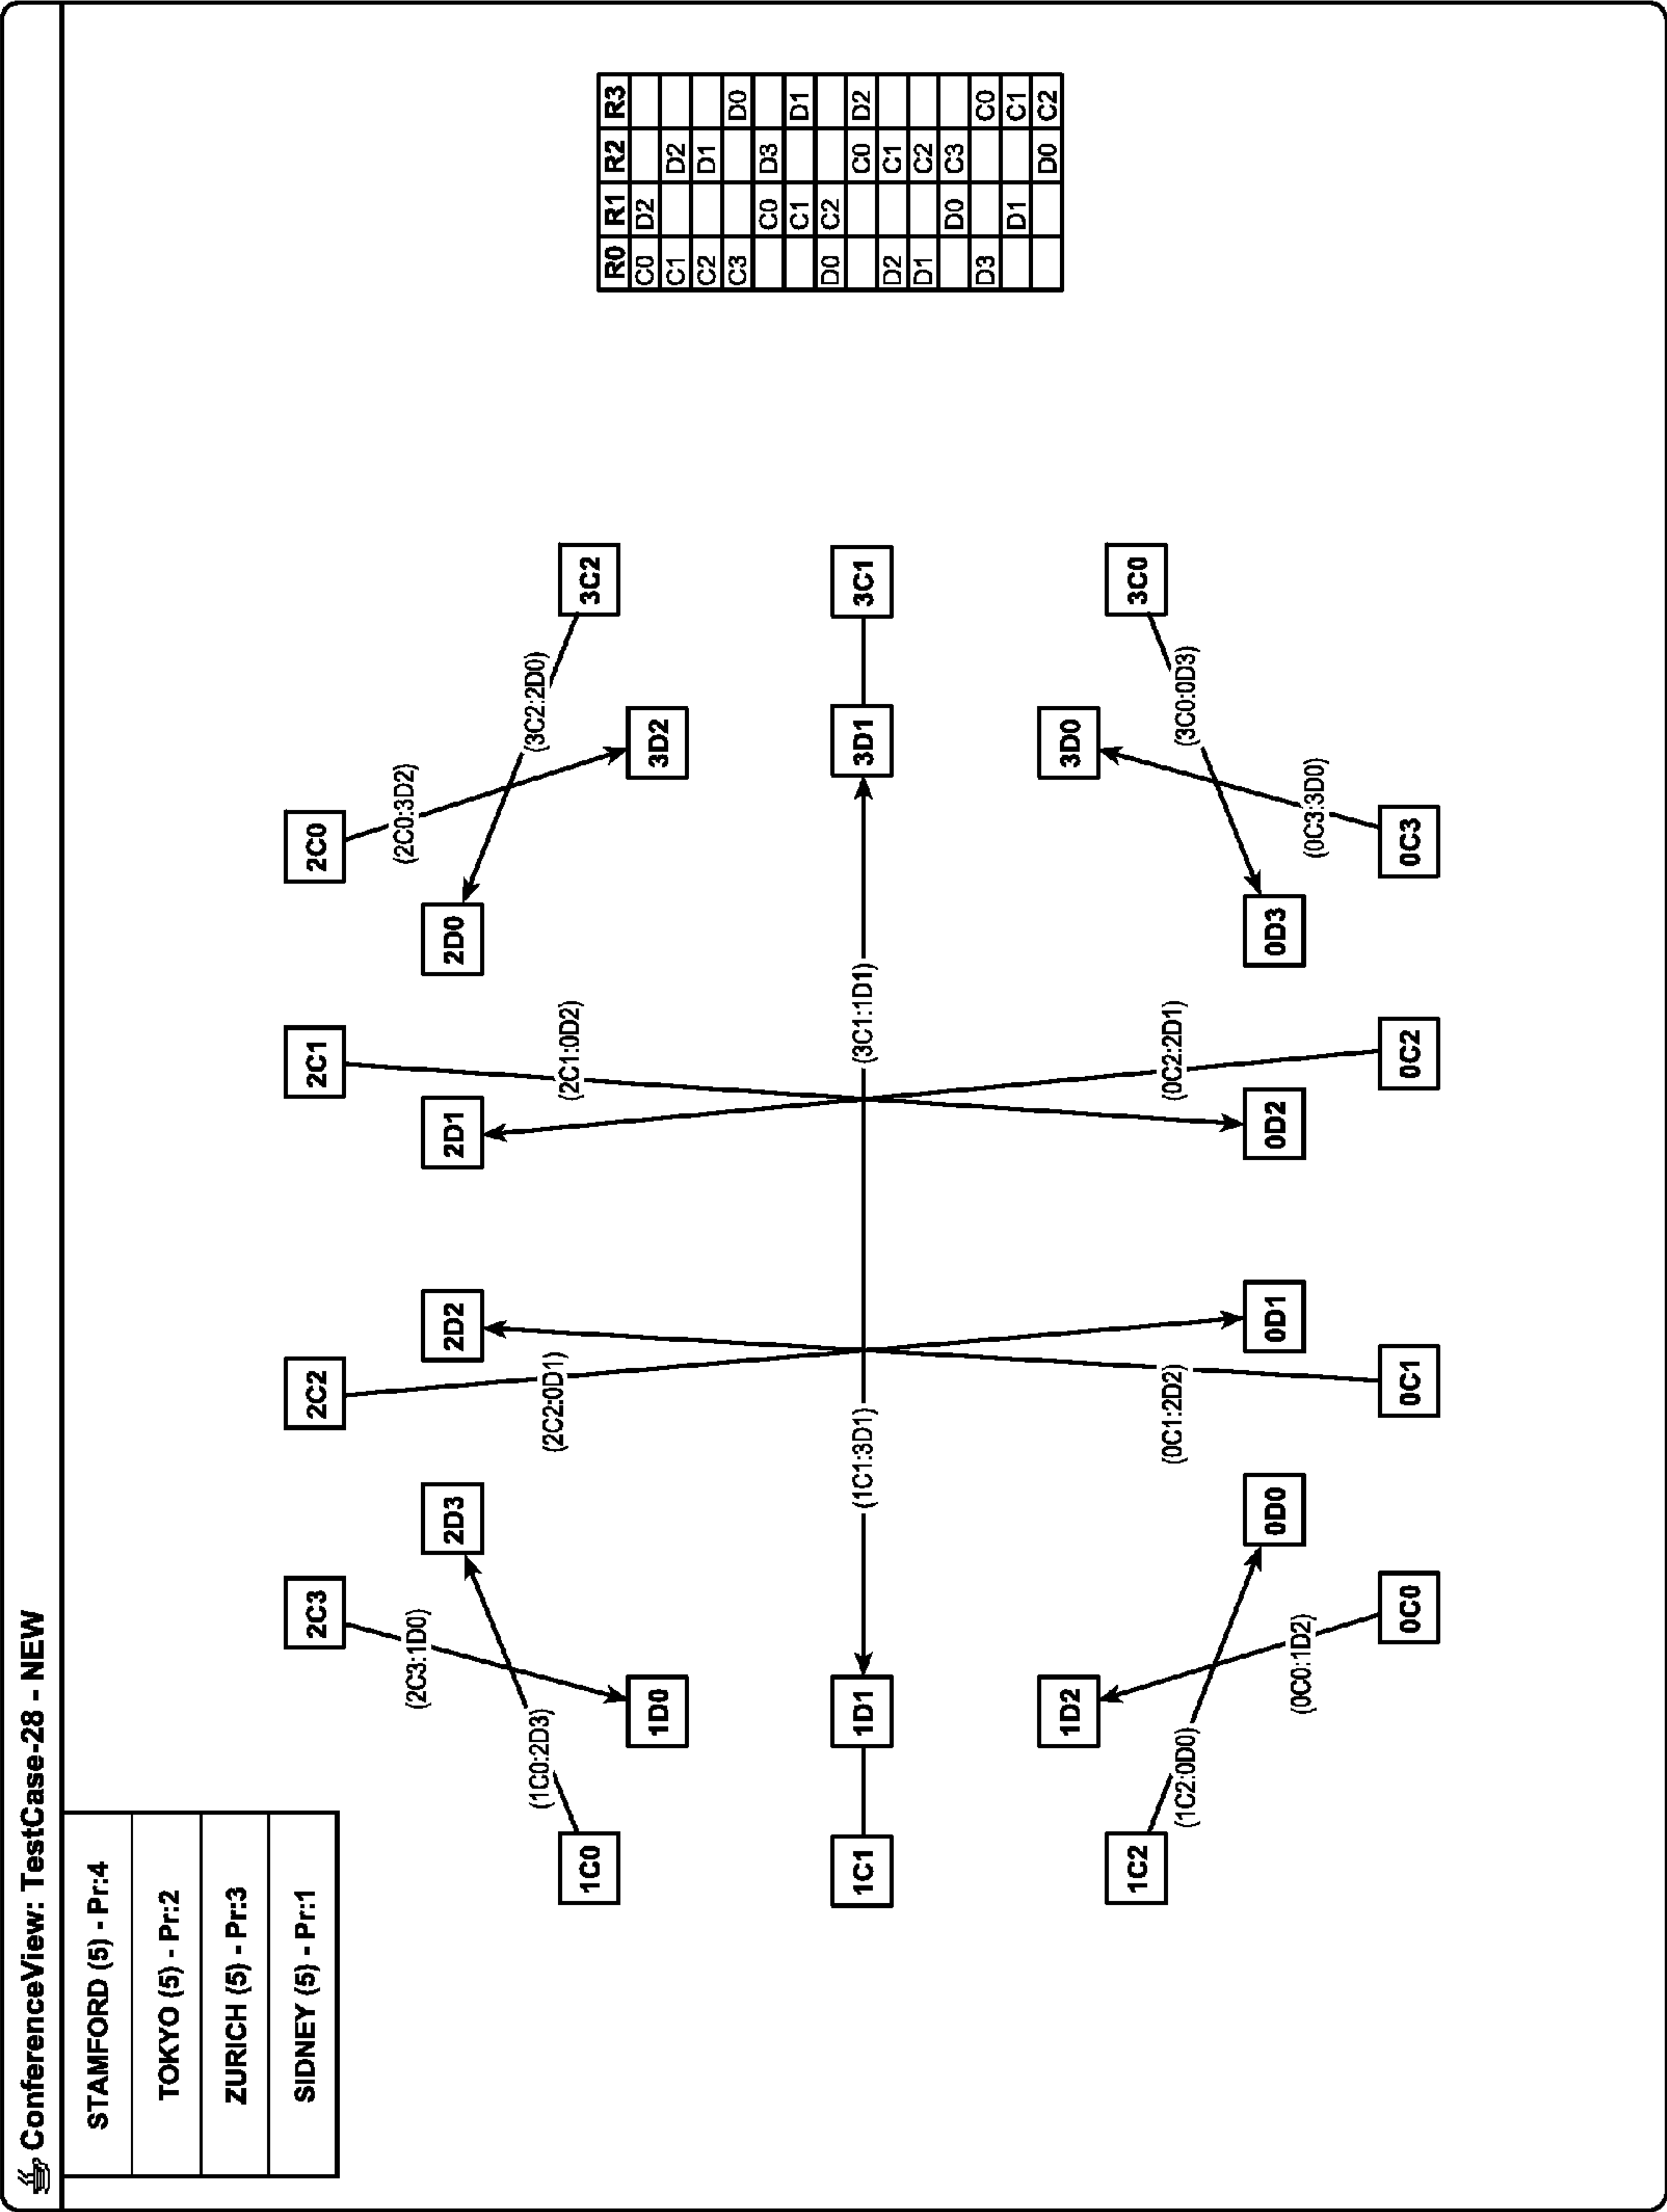 ConferenceView: TestCase-28 - NEW
STAMFORD (5) - Pr:4
TOKYO (5) - Pr:2
ZURICH (5) - Pr:3
SIDNEY (5) - Pr:1
2C3 2C2 2C1 2C0
(2C3:1D0) (2C0:3D2)
2D3 2D2 2D1 2D0
(1C0:2D3) (2C2:0D1) (2C1:0D2) (3C2:2D0)
1C0 3C2
1D0 3D2
1C1 1D1 (1C1:3D1) (3C1:1D1) 3D1 3C1
1D2 3D0
1C2 3C0
(1C2:0D0) (0C1:2D2) (0C2:2D1) (3C0:0D3)
0D0 0D1 0D2 0D3
(0C0:1D2) (0C3:3D0)
0C0 0C1 0C2 0C3
R0 R1 R2 R3
C0 D2
C1 D2
C2 D1
C3 D0
C0 D3
C1 D1
D0 C2
C0 D2
D2 C1
D1 C2
D0 C3
D3 C0
D1 C1
D0 C2